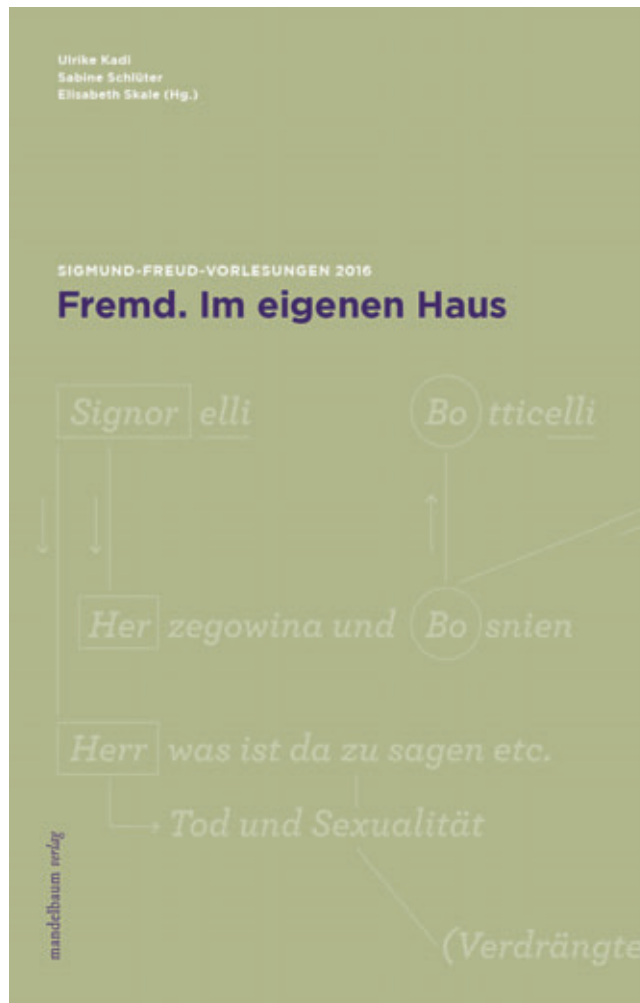 Ulrike Kadi
Sabine Schlüter
Elisabeth Skale (Hg.)
SIGMUND-FREUD-VORLESUNGEN 2016
Fremd. Im eigenen Haus
Signor elli
Bo tticelli
Her zegowina und Bo snien
Herr was ist da zu sagen etc.
Tod und Sexualität
(Verdrängte
mandelbaum verlag